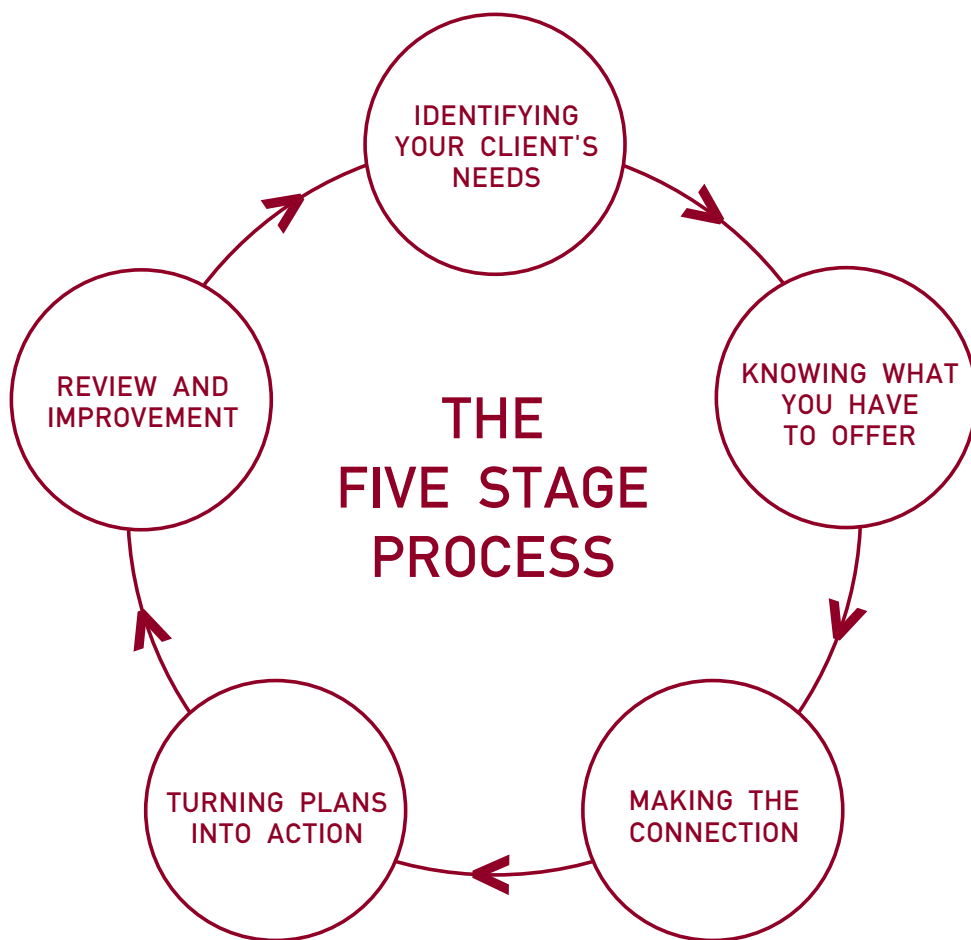 IDENTIFYING
YOUR CLIENT'S
NEEDS
KNOWING WHAT
YOU HAVE
TO OFFER
MAKING THE
CONNECTION
TURNING PLANS
INTO ACTION
REVIEW AND
IMPROVEMENT
THE
FIVE STAGE
PROCESS